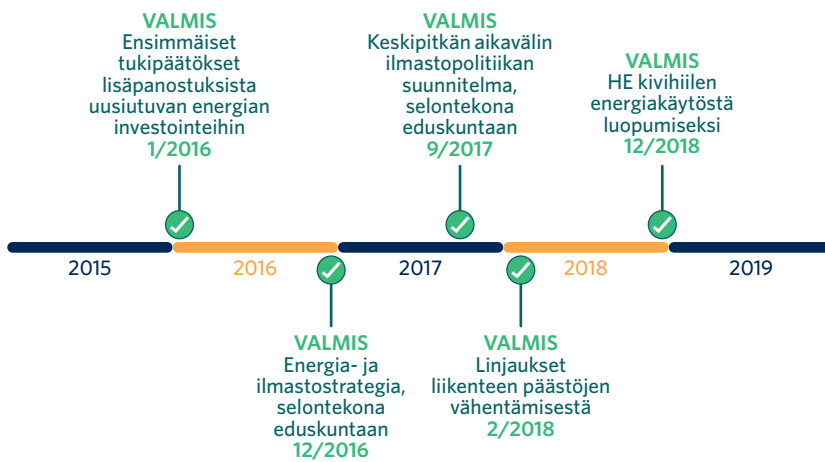 VALMIS
Ensimmäiset
tukipäätökset
lisäpanostuksista
uusiutuvan energian
investointeihin
1/2016
VALMIS
Keskipitkän aikavälin
ilmastopolitiikan
suunnitelma,
selontekona
eduskuntaan
9/2017
VALMIS
HE kivihiilen
energiakäytöstä
luopumiseksi
12/2018
2015
2016
2017
2018
2019
VALMIS
Energia- ja
ilmastostrategia,
selontekona
eduskuntaan
12/2016
VALMIS
Linjaukset
liikenteen päästöjen
vähentämisestä
2/2018